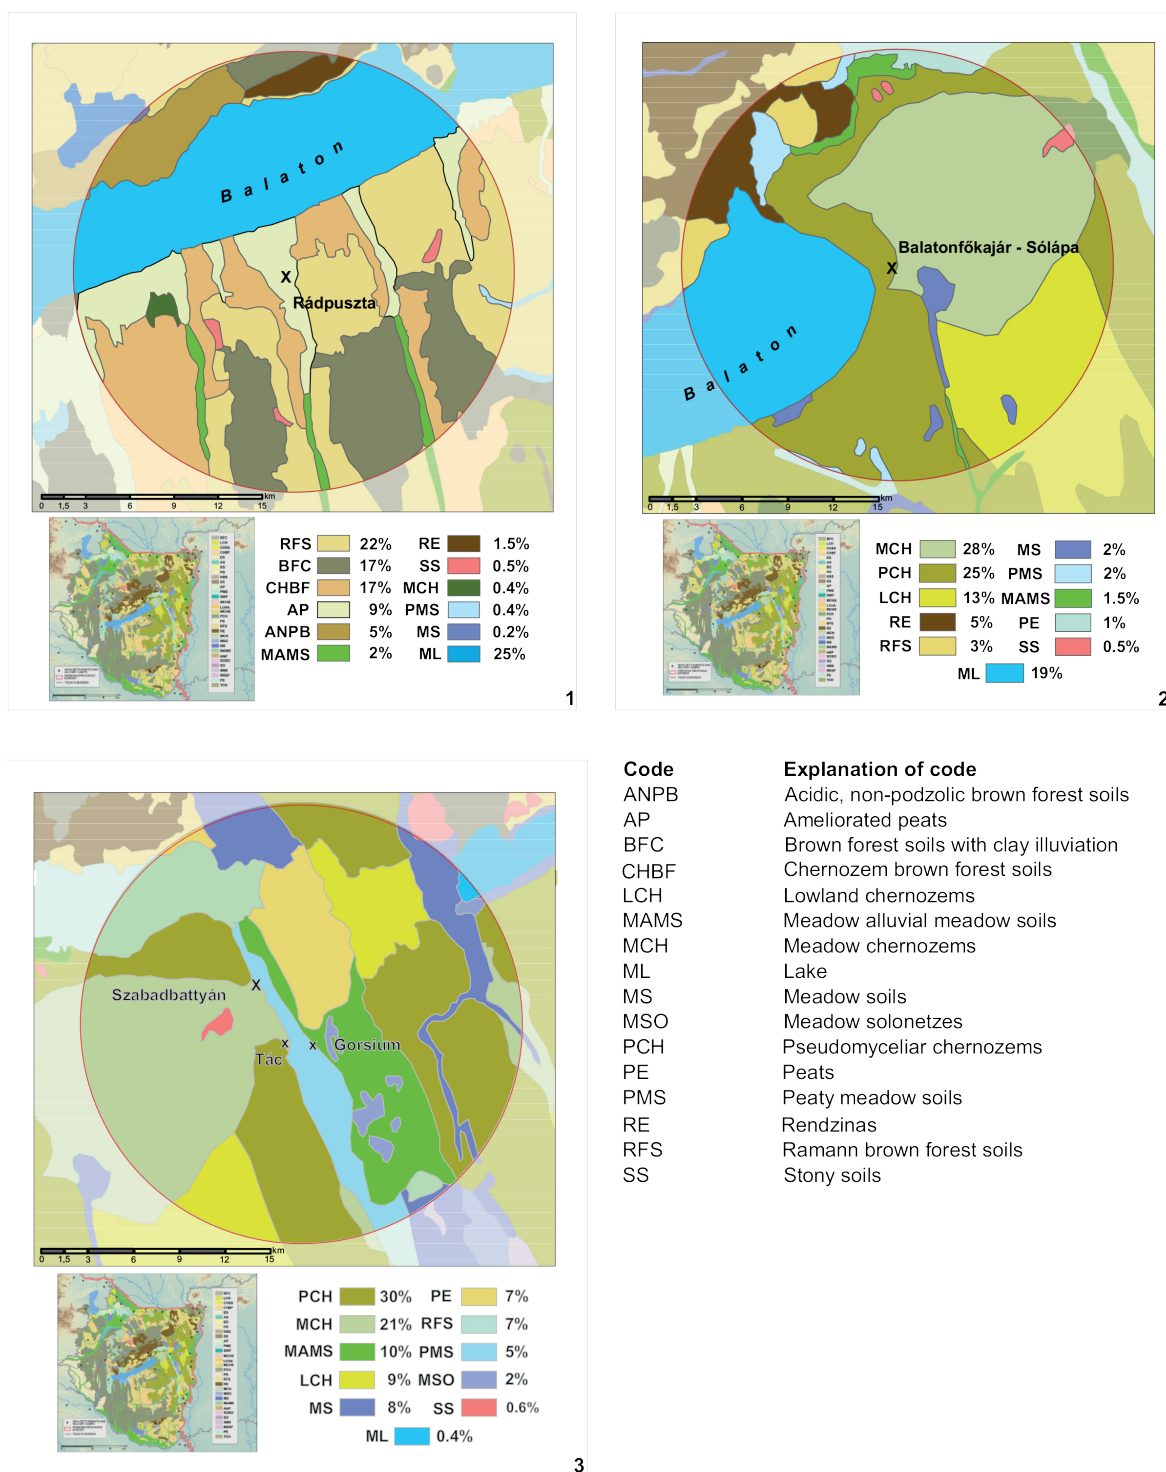 B a l a t o n
X
Rádpuszta
km
0 1,5 3 6 9 12 15
RFS 22% RE 1.5%
BFC 17% SS 0.5%
CHBF 17% MCH 0.4%
AP 9% PMS 0.4%
ANPB 5% MS 0.2%
MAMS 2% ML 25%
1
Balatonfőkajár - Sólápa
X
B a l a t o n
km
0 1,5 3 6 9 12 15
MCH 28% MS 2%
PCH 25% PMS 2%
LCH 13% MAMS 1.5%
RE 5% PE 1%
RFS 3% SS 0.5%
ML 19%
2
Szabadbattyán X
Tác x x Gorsium
km
0 1,5 3 6 9 12 15
PCH 30% PE 7%
MCH 21% RFS 7%
MAMS 10% PMS 5%
LCH 9% MSO 2%
MS 8% SS 0.6%
ML 0.4%
3
Code Explanation of code
ANPB Acidic, non-podzolic brown forest soils
AP Ameliorated peats
BFC Brown forest soils with clay illuviation
CHBF Chernozem brown forest soils
LCH Lowland chernozems
MAMS Meadow alluvial meadow soils
MCH Meadow chernozems
ML Lake
MS Meadow soils
MSO Meadow solonetzes
PCH Pseudomyceliar chernozems
PE Peats
PMS Peaty meadow soils
RE Rendzinas
RFS Ramann brown forest soils
SS Stony soils